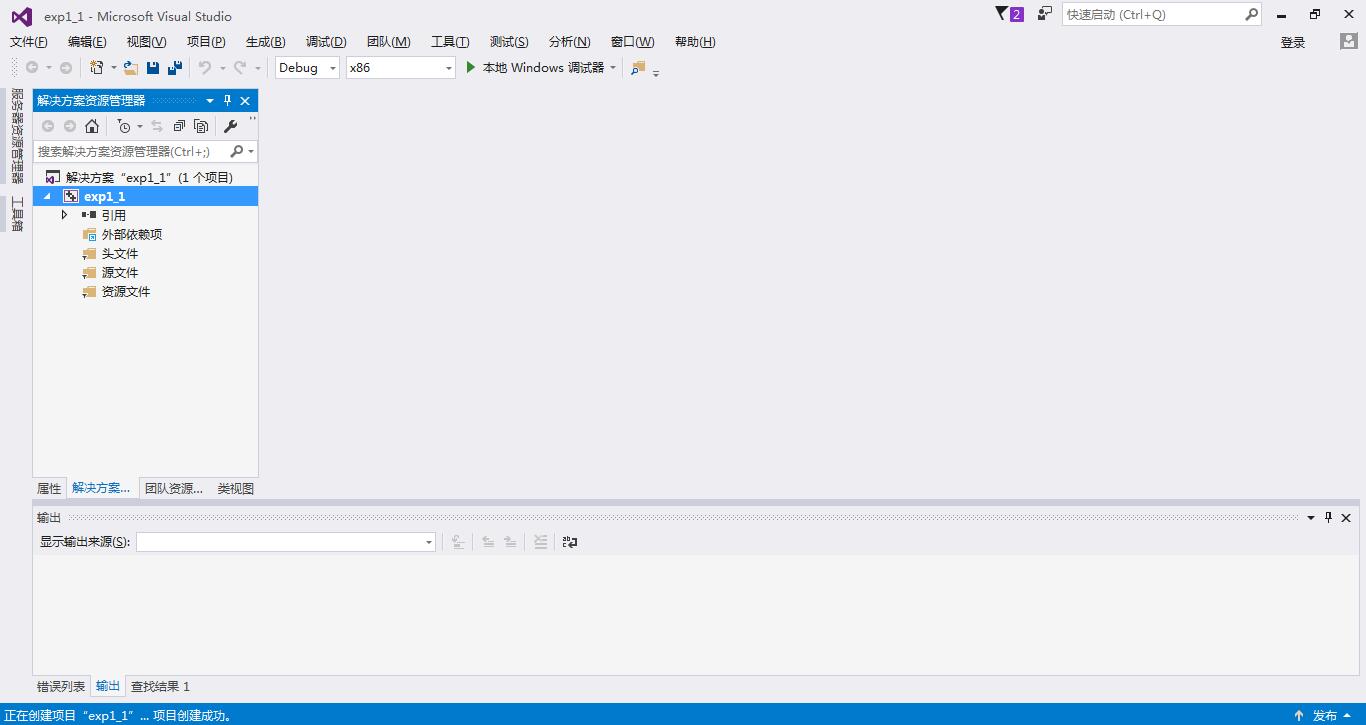 exp1_1 - Microsoft Visual Studio
2
快速启动 (Ctrl+Q)
文件(F) 编辑(E) 视图(V) 项目(P) 生成(B) 调试(D) 团队(M) 工具(T) 测试(S) 分析(N) 窗口(W) 帮助(H)
登录
Debug x86 本地 Windows 调试器
服务器资源管理器
工具箱
解决方案资源管理器
搜索解决方案资源管理器(Ctrl+;)
解决方案“exp1_1”(1 个项目)
exp1_1
引用
外部依赖项
头文件
源文件
资源文件
属性 解决方案... 团队资源... 类视图
输出
显示输出来源(S):
错误列表 输出 查找结果 1
正在创建项目“exp1_1”... 项目创建成功。
发布